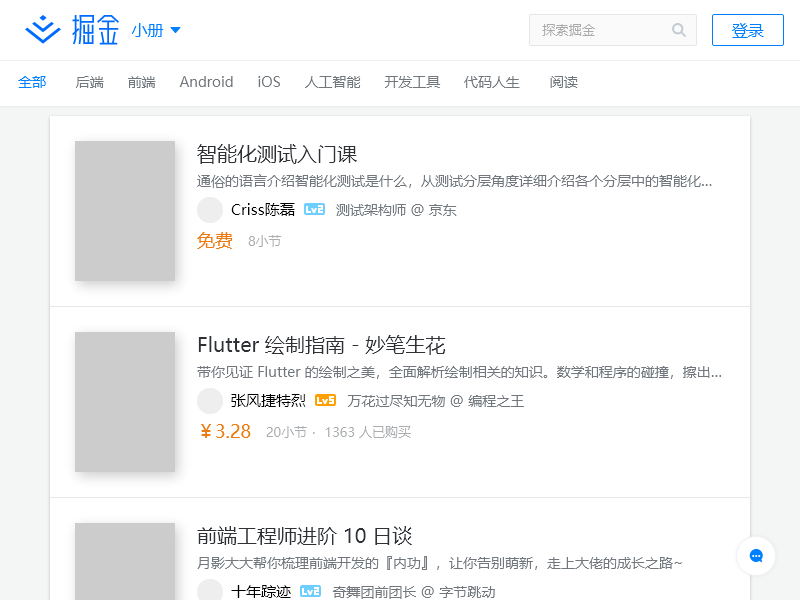 掘金 小册 探索掘金 登录
全部 后端 前端 Android iOS 人工智能 开发工具 代码人生 阅读
智能化测试入门课
通俗的语言介绍智能化测试是什么，从测试分层角度详细介绍各个分层中的智能化...
Criss陈磊 Lv2 测试架构师 @ 京东
免费 8小节
Flutter 绘制指南 - 妙笔生花
带你见证 Flutter 的绘制之美，全面解析绘制相关的知识。数学和程序的碰撞，擦出...
张风捷特烈 Lv5 万花过尽知无物 @ 编程之王
¥3.28 20小节 · 1363 人已购买
前端工程师进阶 10 日谈
月影大大帮你梳理前端开发的『内功』，让你告别萌新，走上大佬的成长之路~
十年踪迹 Lv2 奇舞团前团长 @ 字节跳动